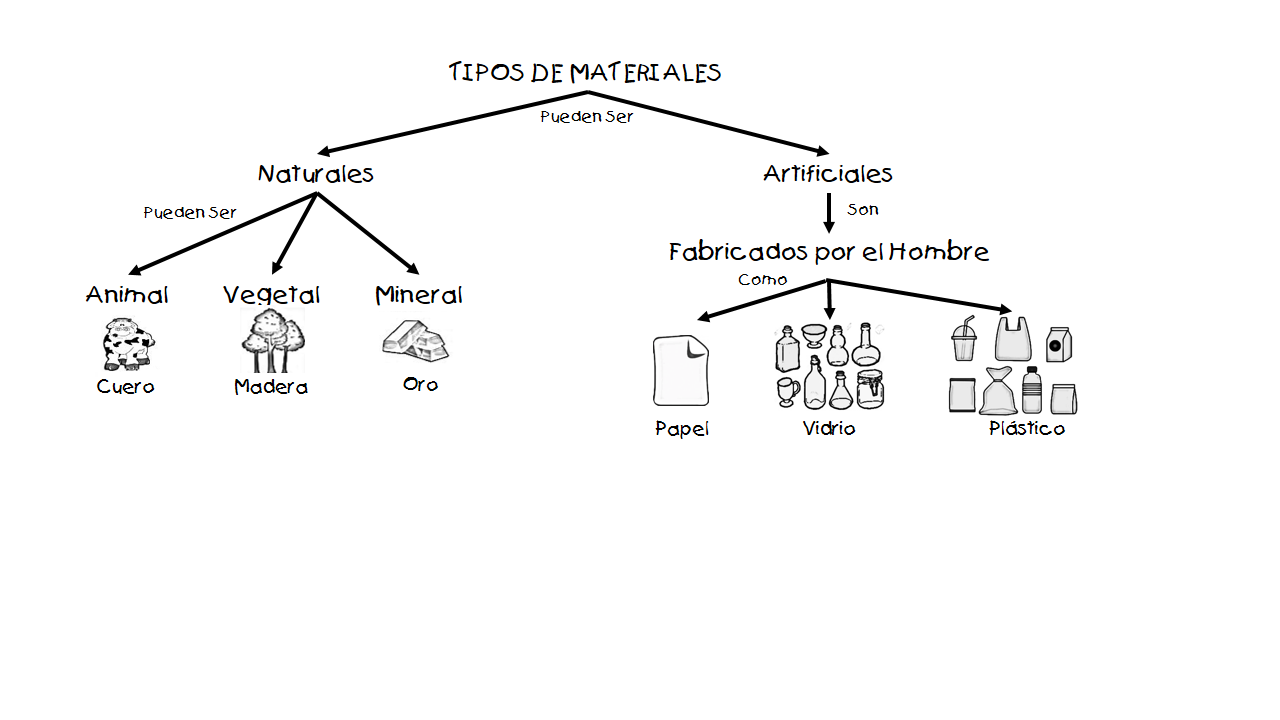 TIPOS DE MATERIALES
Pueden Ser
Naturales
Artificiales
Pueden Ser
Son
Fabricados por el Hombre
Como
Animal
Vegetal
Mineral
Cuero
Madera
Oro
Papel
Vidrio
Plástico